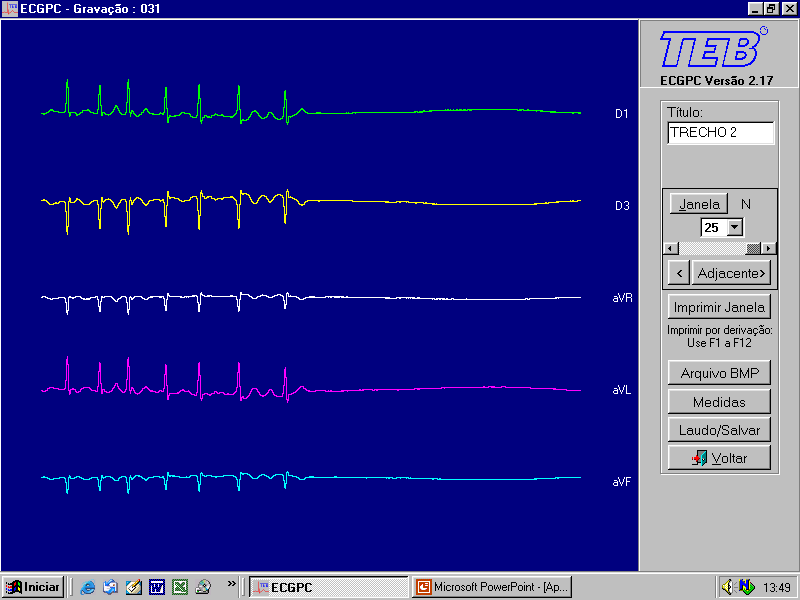 ECGPC - Gravação : 031
TEB
ECGPC Versão 2.17
Título:
TRECHO 2
Janela N
25
< Adjacente>
Imprimir Janela
Imprimir por derivação:
Use F1 a F12
Arquivo BMP
Medidas
Laudo/Salvar
Voltar
D1
D3
aVR
aVL
aVF
Iniciar
ECGPC
Microsoft PowerPoint - [Ap...
13:49